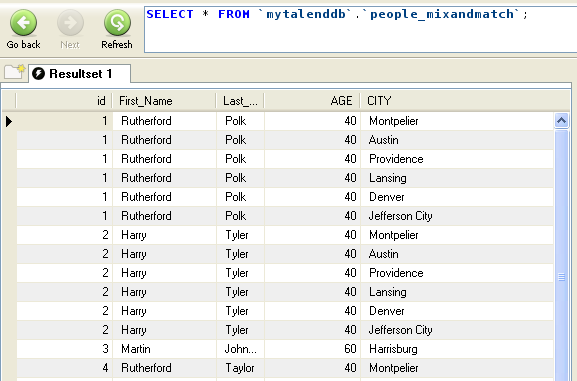 SELECT * FROM `mytalenddb`.`people_mixandmatch`;
Go back Next Refresh
Resultset 1
id First_Name Last_... AGE CITY
1 Rutherford Polk 40 Montpelier
1 Rutherford Polk 40 Austin
1 Rutherford Polk 40 Providence
1 Rutherford Polk 40 Lansing
1 Rutherford Polk 40 Denver
1 Rutherford Polk 40 Jefferson City
2 Harry Tyler 40 Montpelier
2 Harry Tyler 40 Austin
2 Harry Tyler 40 Providence
2 Harry Tyler 40 Lansing
2 Harry Tyler 40 Denver
2 Harry Tyler 40 Jefferson City
3 Martin John... 60 Harrisburg
4 Rutherford Taylor 40 Montpelier